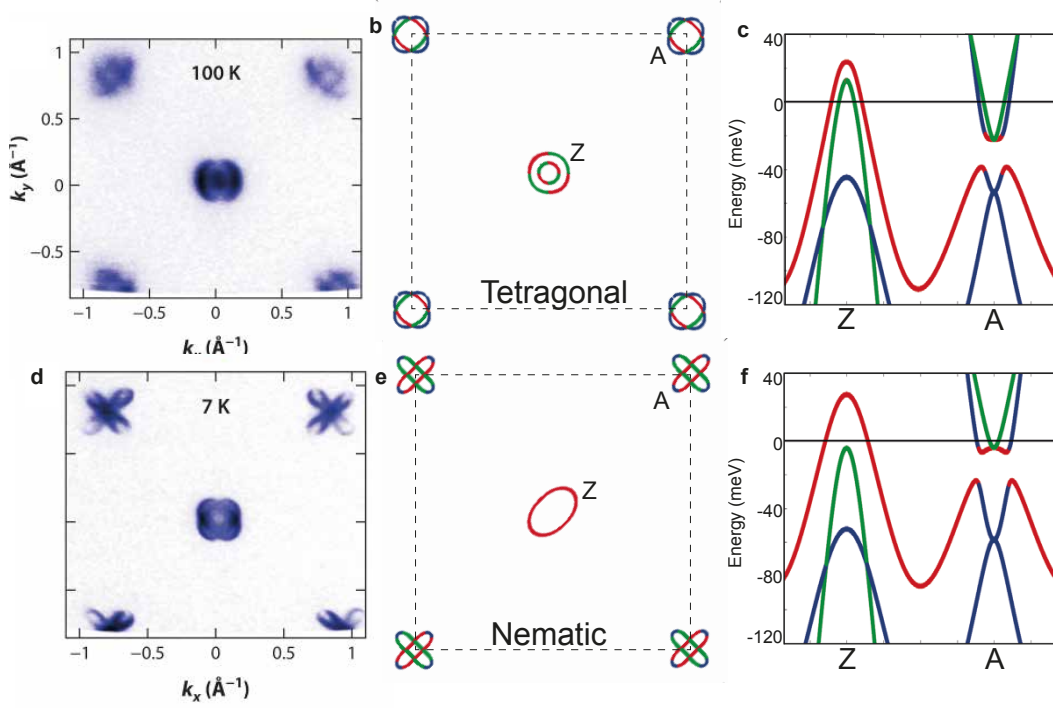 b
c
100 K
A
Z
Tetragonal
k_y (Å⁻¹)
1
0.5
0
−0.5
−1
−0.5
0
0.5
1
k.. (Å⁻¹)
Energy (meV)
40
0
-40
-80
-120
Z
A
d
e
f
7 K
A
Z
Nematic
−1
−0.5
0
0.5
1
k_x (Å⁻¹)
Energy (meV)
40
0
-40
-80
-120
Z
A